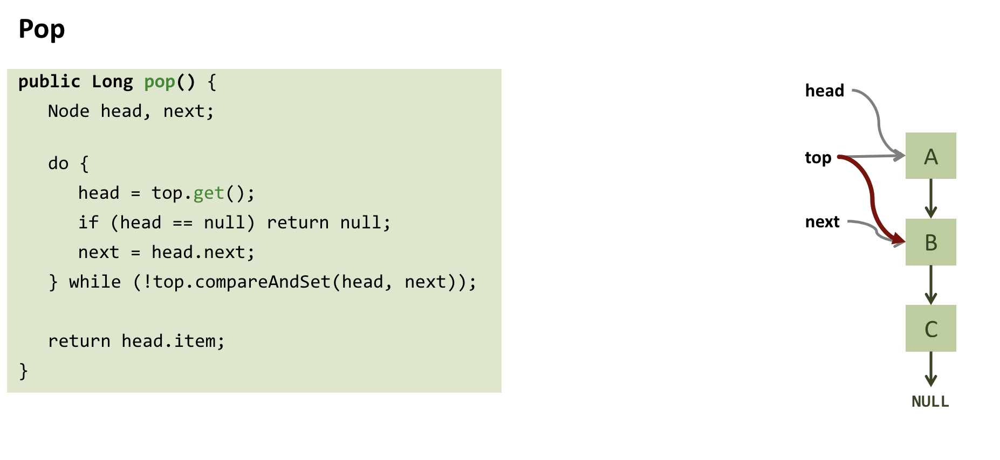 Pop
public Long pop() {
Node head, next;
do {
head = top.get();
if (head == null) return null;
next = head.next;
} while (!top.compareAndSet(head, next));
return head.item;
}
head
top
next
A
B
C
NULL